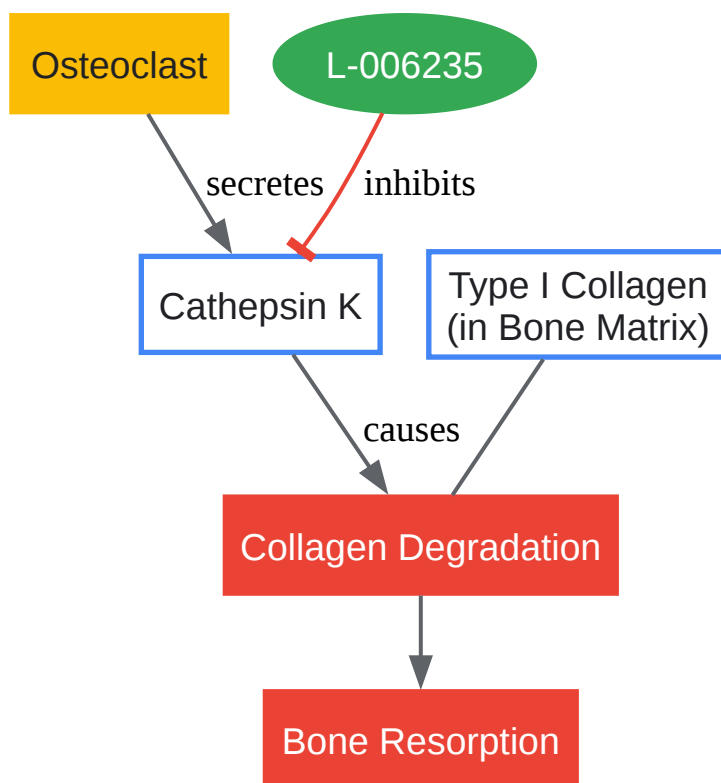 Osteoclast
L-006235
secretes
inhibits
Cathepsin K
Type I Collagen
(in Bone Matrix)
causes
Collagen Degradation
Bone Resorption